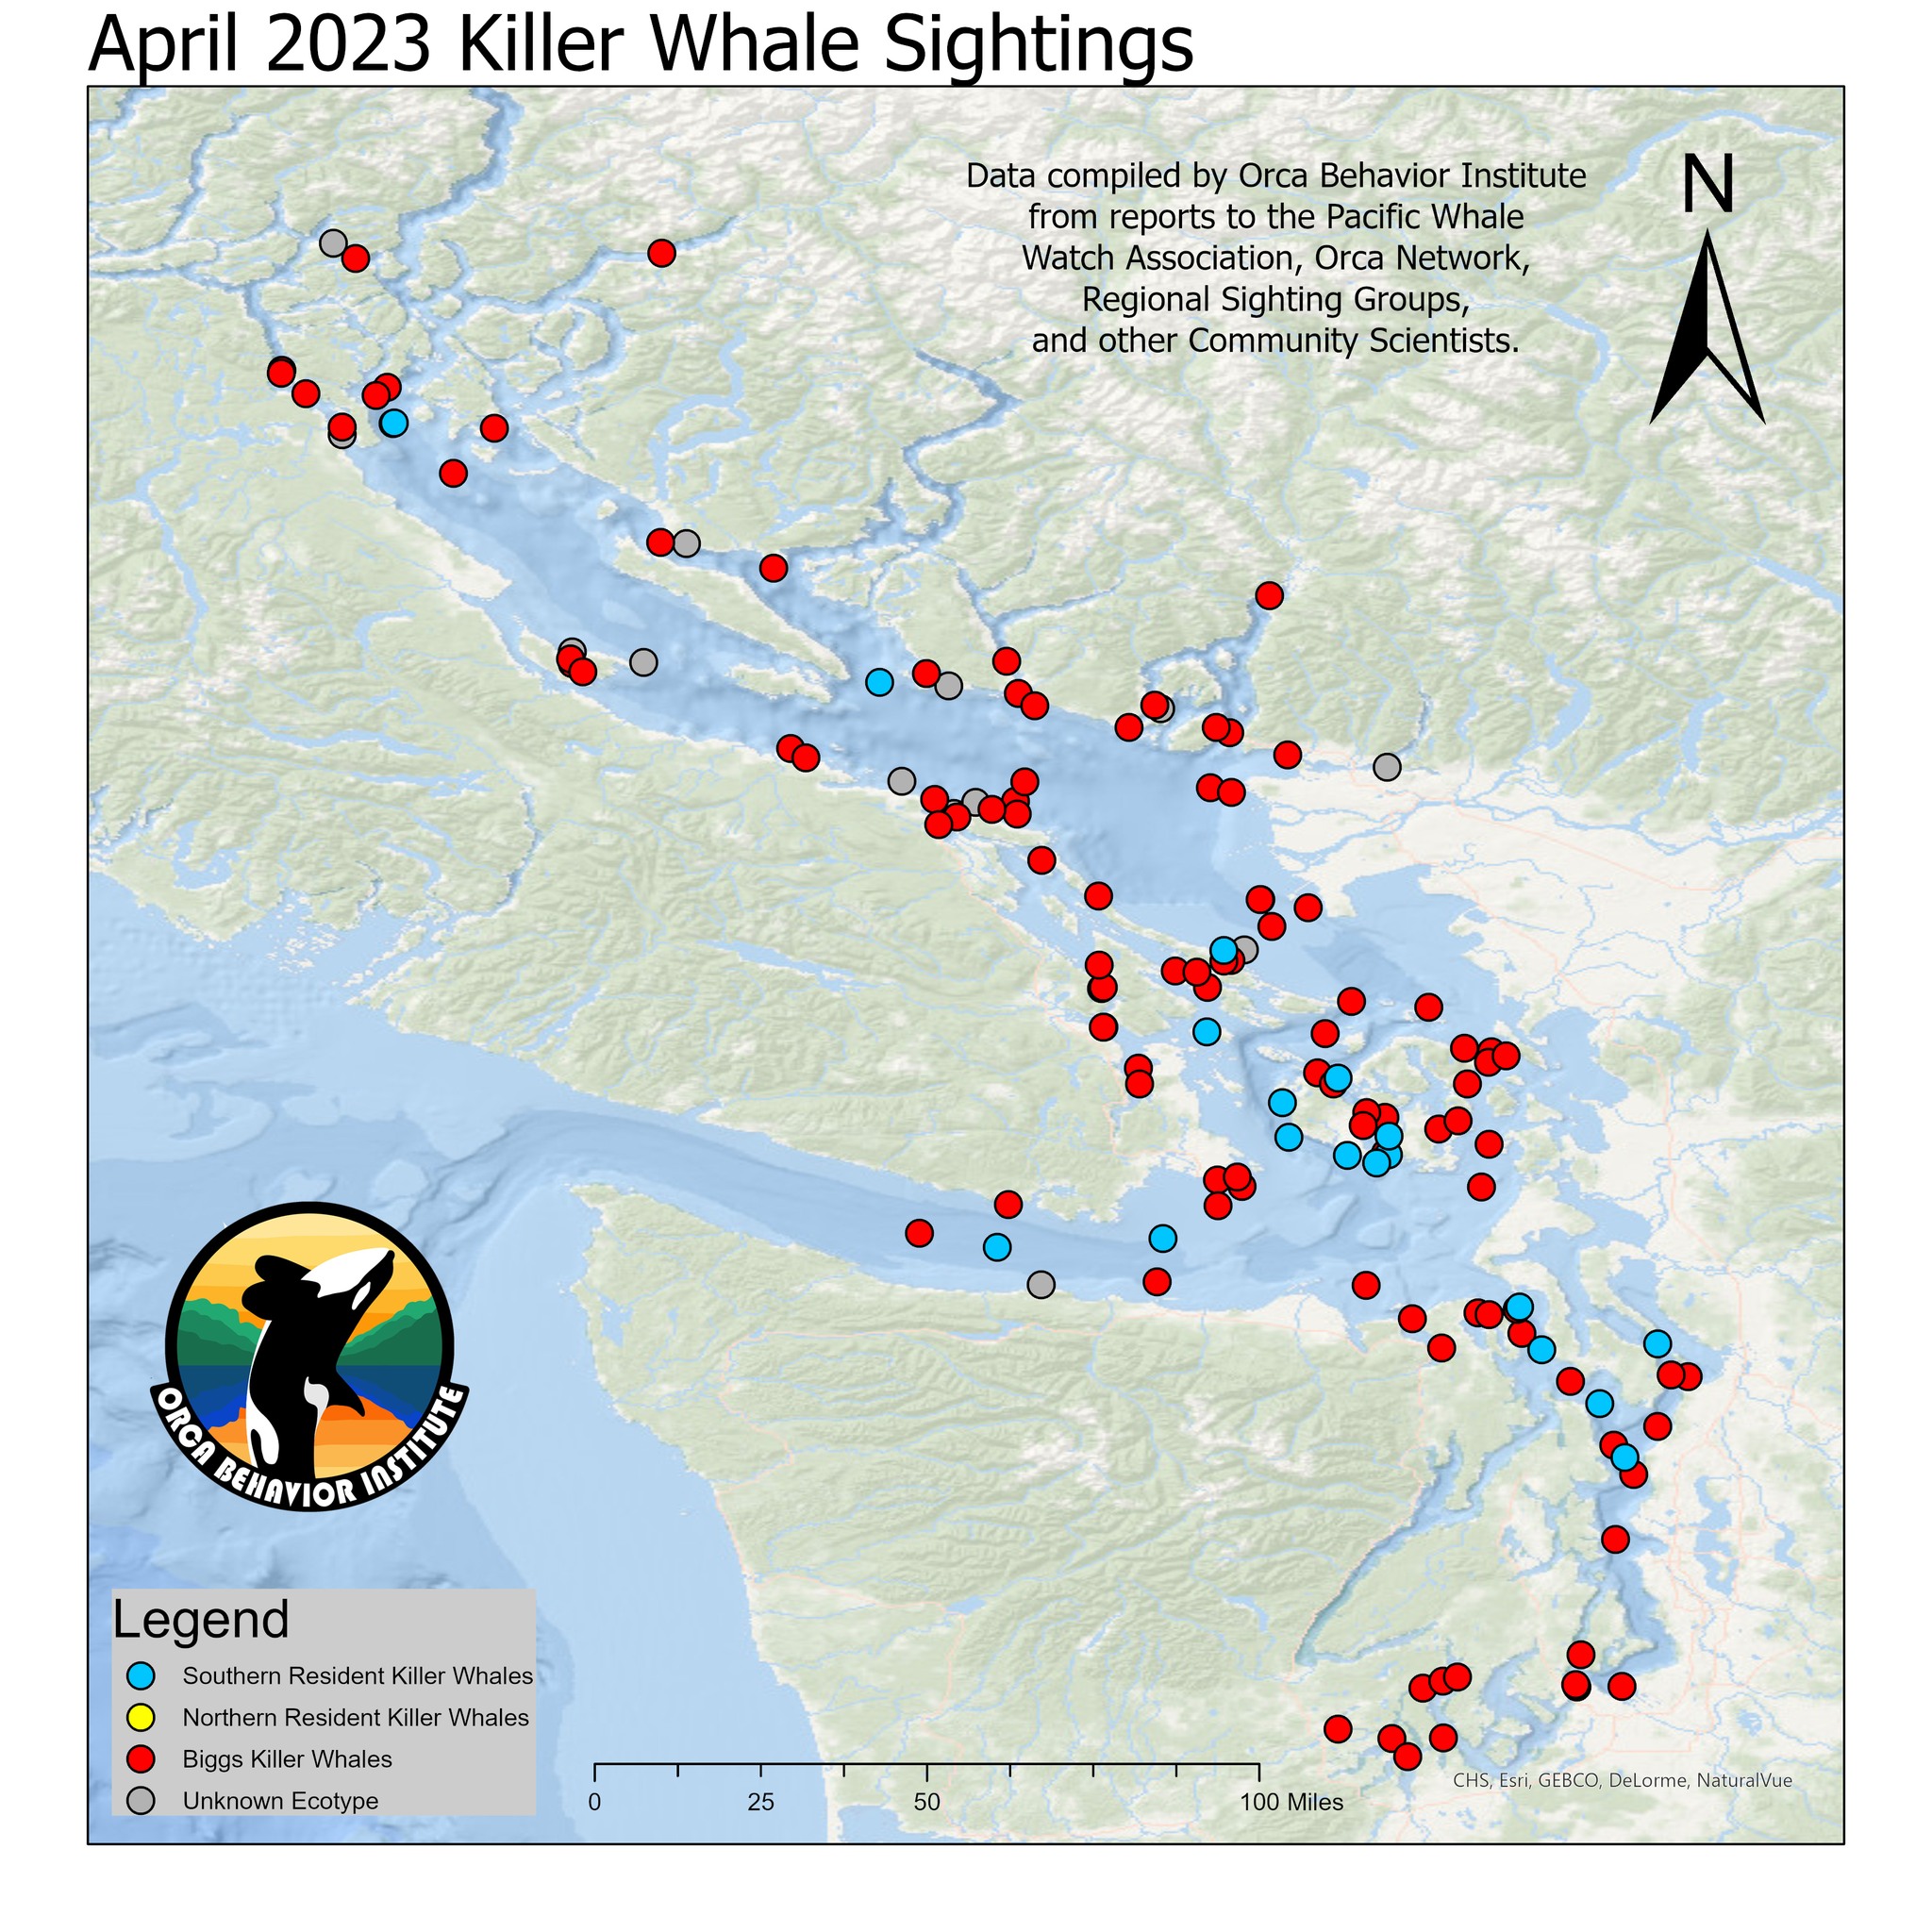 April 2023 Killer Whale Sightings
Data compiled by Orca Behavior Institute
from reports to the Pacific Whale
Watch Association, Orca Network,
Regional Sighting Groups,
and other Community Scientists.
N
ORCA BEHAVIOR INSTITUTE
Legend
Southern Resident Killer Whales
Northern Resident Killer Whales
Biggs Killer Whales
Unknown Ecotype
0 25 50 100 Miles
CHS, Esri, GEBCO, DeLorme, NaturalVue